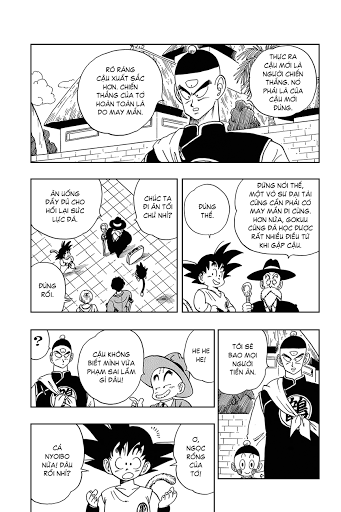 THỰC RA
CẬU MỚI LÀ
NGƯỜI CHIẾN
THẮNG. NÓ
PHẢI LÀ CỦA
CẬU MỚI
ĐÚNG.
RÕ RÀNG
CẬU XUẤT SẮC
HƠN. CHIẾN
THẮNG CỦA TỚ
HOÀN TOÀN LÀ
DO MAY MẮN.
ĐỪNG NÓI THẾ,
MỘT VÕ SƯ ĐẠI TÀI
CŨNG CẦN PHẢI CÓ
MAY MẮN ĐI CÙNG.
HƠN NỮA, GOKUU
CŨNG ĐÃ HỌC ĐƯỢC
RẤT NHIỀU ĐIỀU TỪ
KHI GẶP CẬU.
ĐÚNG
THẾ.
CHÚC TA
ĐI ĂN TỐI
CHỨ NHỈ?
ĂN UỐNG
ĐẦY ĐỦ CHO
HỒI LẠI SỨC
LỰC ĐÃ.
ĐÚNG
RỒI.
TỚI SẼ
BAO MỌI
NGƯỜI
TIỀN ĂN.
HE HE
HE!
CẬU KHÔNG
BIẾT MÌNH VỪA
PHẠM SAI LẦM
GÌ ĐÂU!
?
Ơ,
NGỌC
RỒNG
CỦA
TỚ!
CẢ
NYOIBO
NỮA! ĐÂU
RỒI NHỈ?